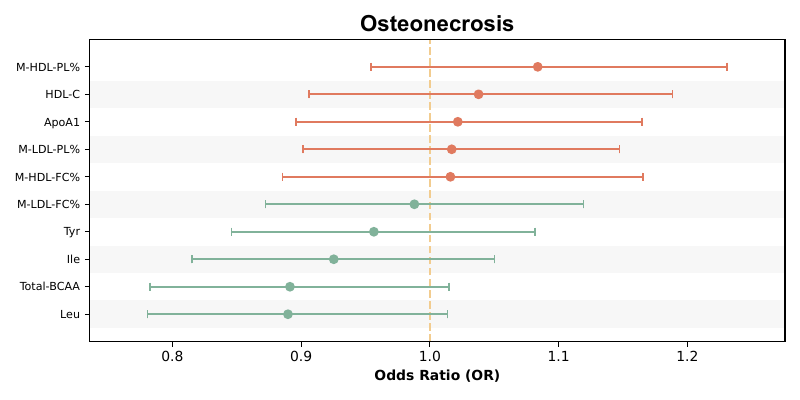 Osteonecrosis
M-HDL-PL%
HDL-C
ApoA1
M-LDL-PL%
M-HDL-FC%
M-LDL-FC%
Tyr
Ile
Total-BCAA
Leu
0.8 0.9 1.0 1.1 1.2
Odds Ratio (OR)